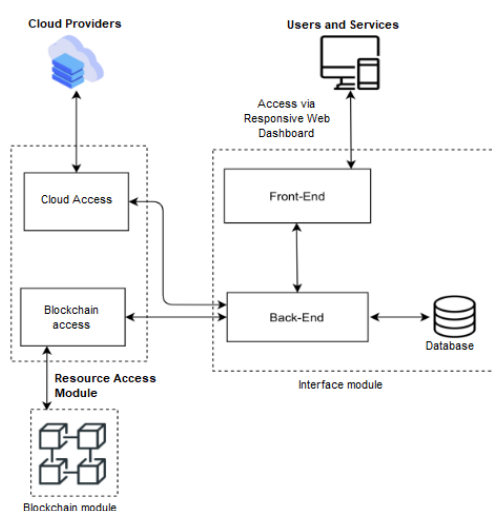 Cloud Providers
Users and Services
Access via
Responsive Web
Dashboard
Cloud Access
Front-End
Blockchain
access
Back-End
Database
Resource Access
Module
Interface module
Blockchain module